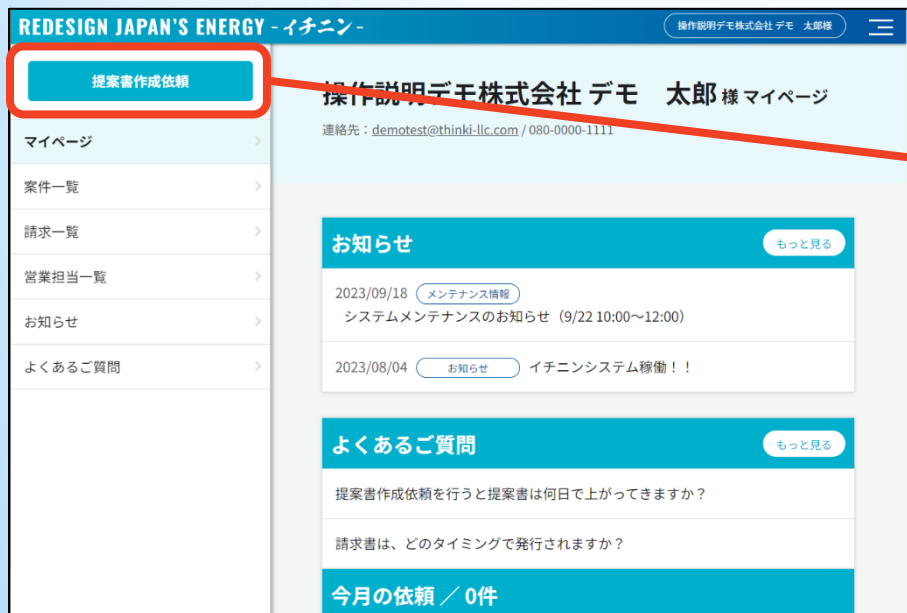 REDESIGN JAPAN'S ENERGY - イチニン -
操作説明デモ株式会社 デモ　太郎様
提案書作成依頼
マイページ
案件一覧
請求一覧
営業担当一覧
お知らせ
よくあるご質問
操作説明デモ株式会社 デモ　太郎 様 マイページ
連絡先：demotest@thinki-llc.com / 080-0000-1111
お知らせ
もっと見る
2023/09/18 メンテナンス情報
システムメンテナンスのお知らせ（9/22 10:00～12:00）
2023/08/04 お知らせ イチニンシステム稼働！！
よくあるご質問
もっと見る
提案書作成依頼を行うと提案書は何日で上がってきますか？
請求書は、どのタイミングで発行されますか？
今月の依頼 ／ 0件